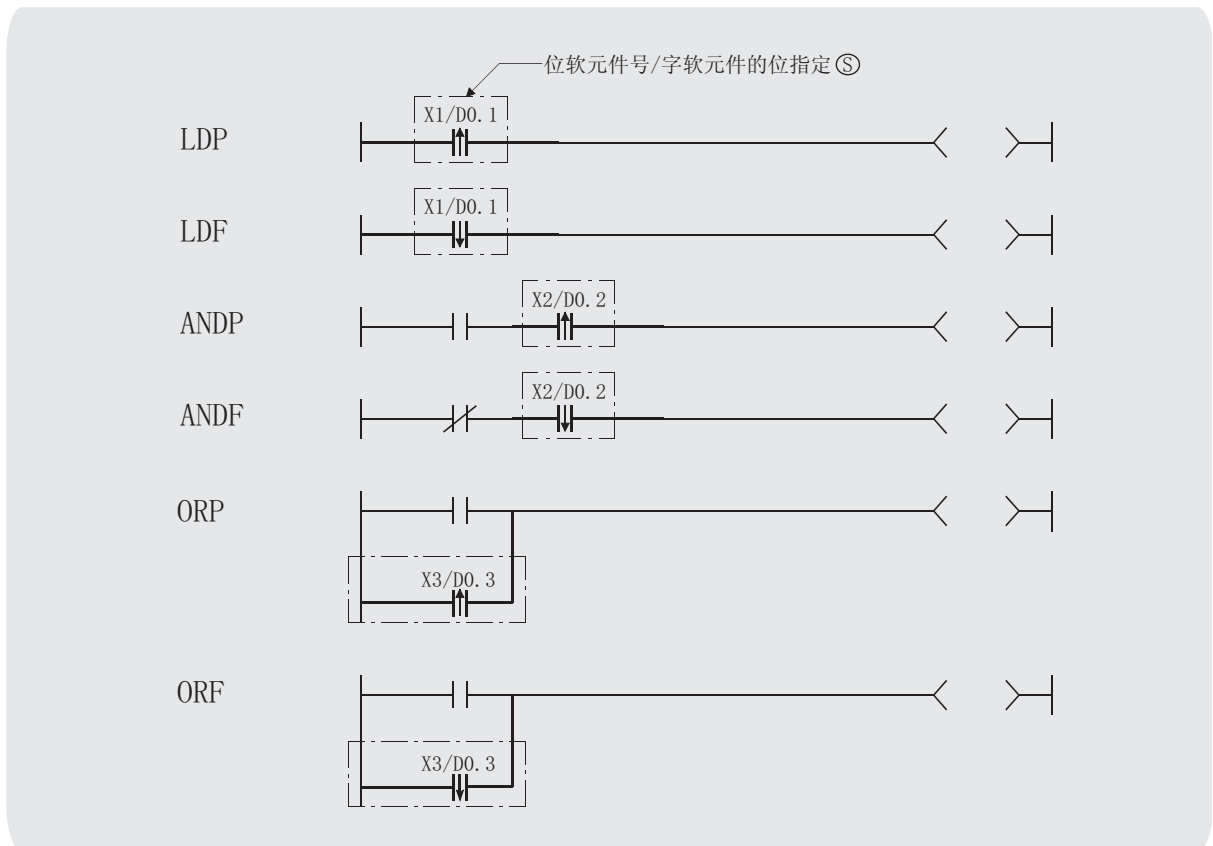 位软元件号/字软元件的位指定Ⓢ
X1/D0.1
LDP
X1/D0.1
LDF
X2/D0.2
ANDP
X2/D0.2
ANDF
ORP
X3/D0.3
ORF
X3/D0.3